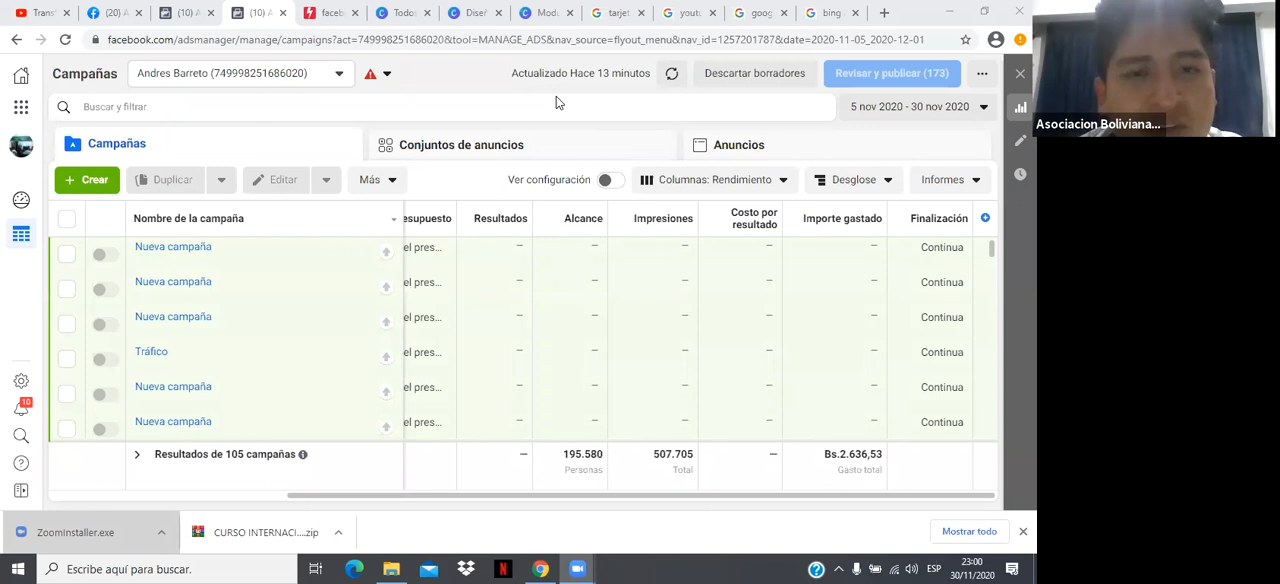 Trans
(20) A
(10) A
(10) A
faceb
Todo
Diseñ
Modu
tarjet
youtu
goog
bing
facebook.com/adsmanager/manage/campaigns?act=749998251686020&tool=MANAGE_ADS&nav_source=flyout_menu&nav_id=1257201787&date=2020-11-05_2020-12-01
Campañas
Andres Barreto (749998251686020)
Actualizado Hace 13 minutos
Descartar borradores
Revisar y publicar (173)
Buscar y filtrar
5 nov 2020 - 30 nov 2020
Asociacion Boliviana...
Campañas
Conjuntos de anuncios
Anuncios
+ Crear
Duplicar
Editar
Más
Ver configuración
Columnas: Rendimiento
Desglose
Informes
Nombre de la campaña
esupuesto
Resultados
Alcance
Impresiones
Costo por
resultado
Importe gastado
Finalización
Nueva campaña el pres... – – – – – Continua
Nueva campaña el pres... – – – – – Continua
Nueva campaña el pres... – – – – – Continua
Tráfico el pres... – – – – – Continua
Nueva campaña el pres... – – – – – Continua
Nueva campaña el pres... – – – – – Continua
Resultados de 105 campañas – 195.580 507.705 – Bs.2.636,53
Personas Total Gasto total
10
ZoomInstaller.exe
CURSO INTERNACI....zip
Mostrar todo
Escribe aquí para buscar.
ESP
23:00
30/11/2020